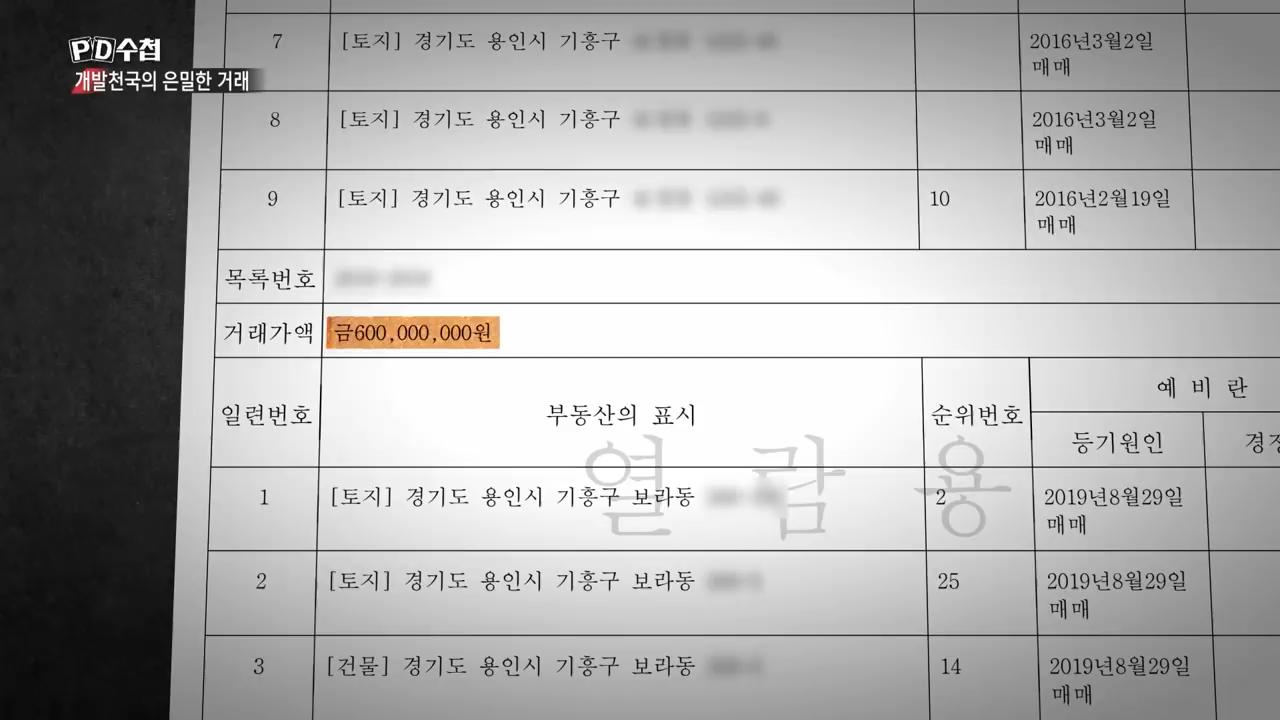 PD수첩
개발천국의 은밀한 거래
7 [토지] 경기도 용인시 기흥구 2016년3월2일
매매
8 [토지] 경기도 용인시 기흥구 2016년3월2일
매매
9 [토지] 경기도 용인시 기흥구 10 2016년2월19일
매매
목록번호
거래가액 금600,000,000원
예 비 란
일련번호 부동산의 표시 순위번호
등기원인
열 람 용
1 [토지] 경기도 용인시 기흥구 보라동 2 2019년8월29일
매매
2 [토지] 경기도 용인시 기흥구 보라동 25 2019년8월29일
매매
3 [건물] 경기도 용인시 기흥구 보라동 14 2019년8월29일
매매